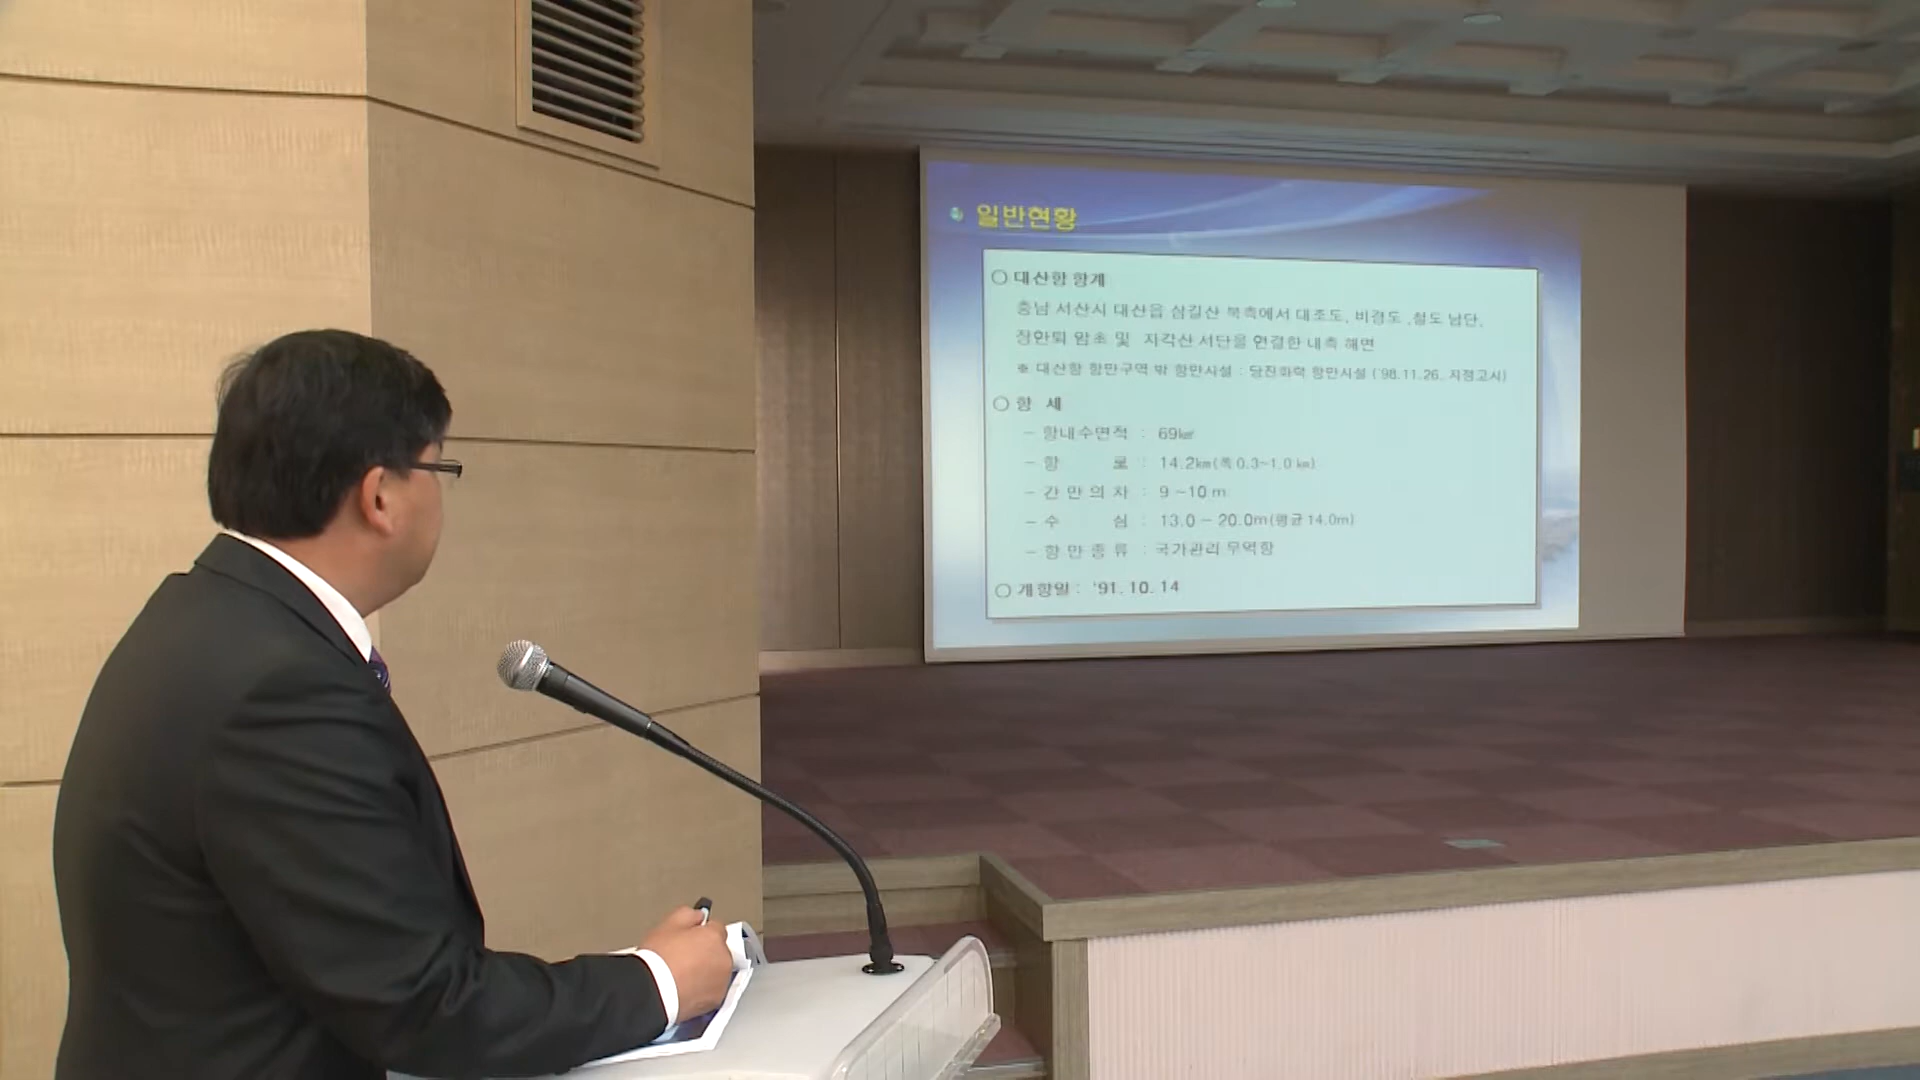 일반현황
○ 대산항 항계
충남 서산시 대산읍 삼길산 북측에서 대조도, 비경도 ,철도 남단,
장안퇴 암초 및 자각산 서단을 연결한 내측 해면
※ 대산항 항만구역 밖 항만시설 : 당진화학 항만시설 ('98.11.26. 지정고시)
○ 항 세
- 항내수면적 : 69㎢
- 항 로 : 14.2㎞(폭 0.3~1.0 ㎞)
- 간 만 의 차 : 9 ~10 m
- 수 심 : 13.0 - 20.0m(평균 14.0m)
- 항 만 종 류 : 국가관리 무역항
○ 개항일 : '91. 10. 14